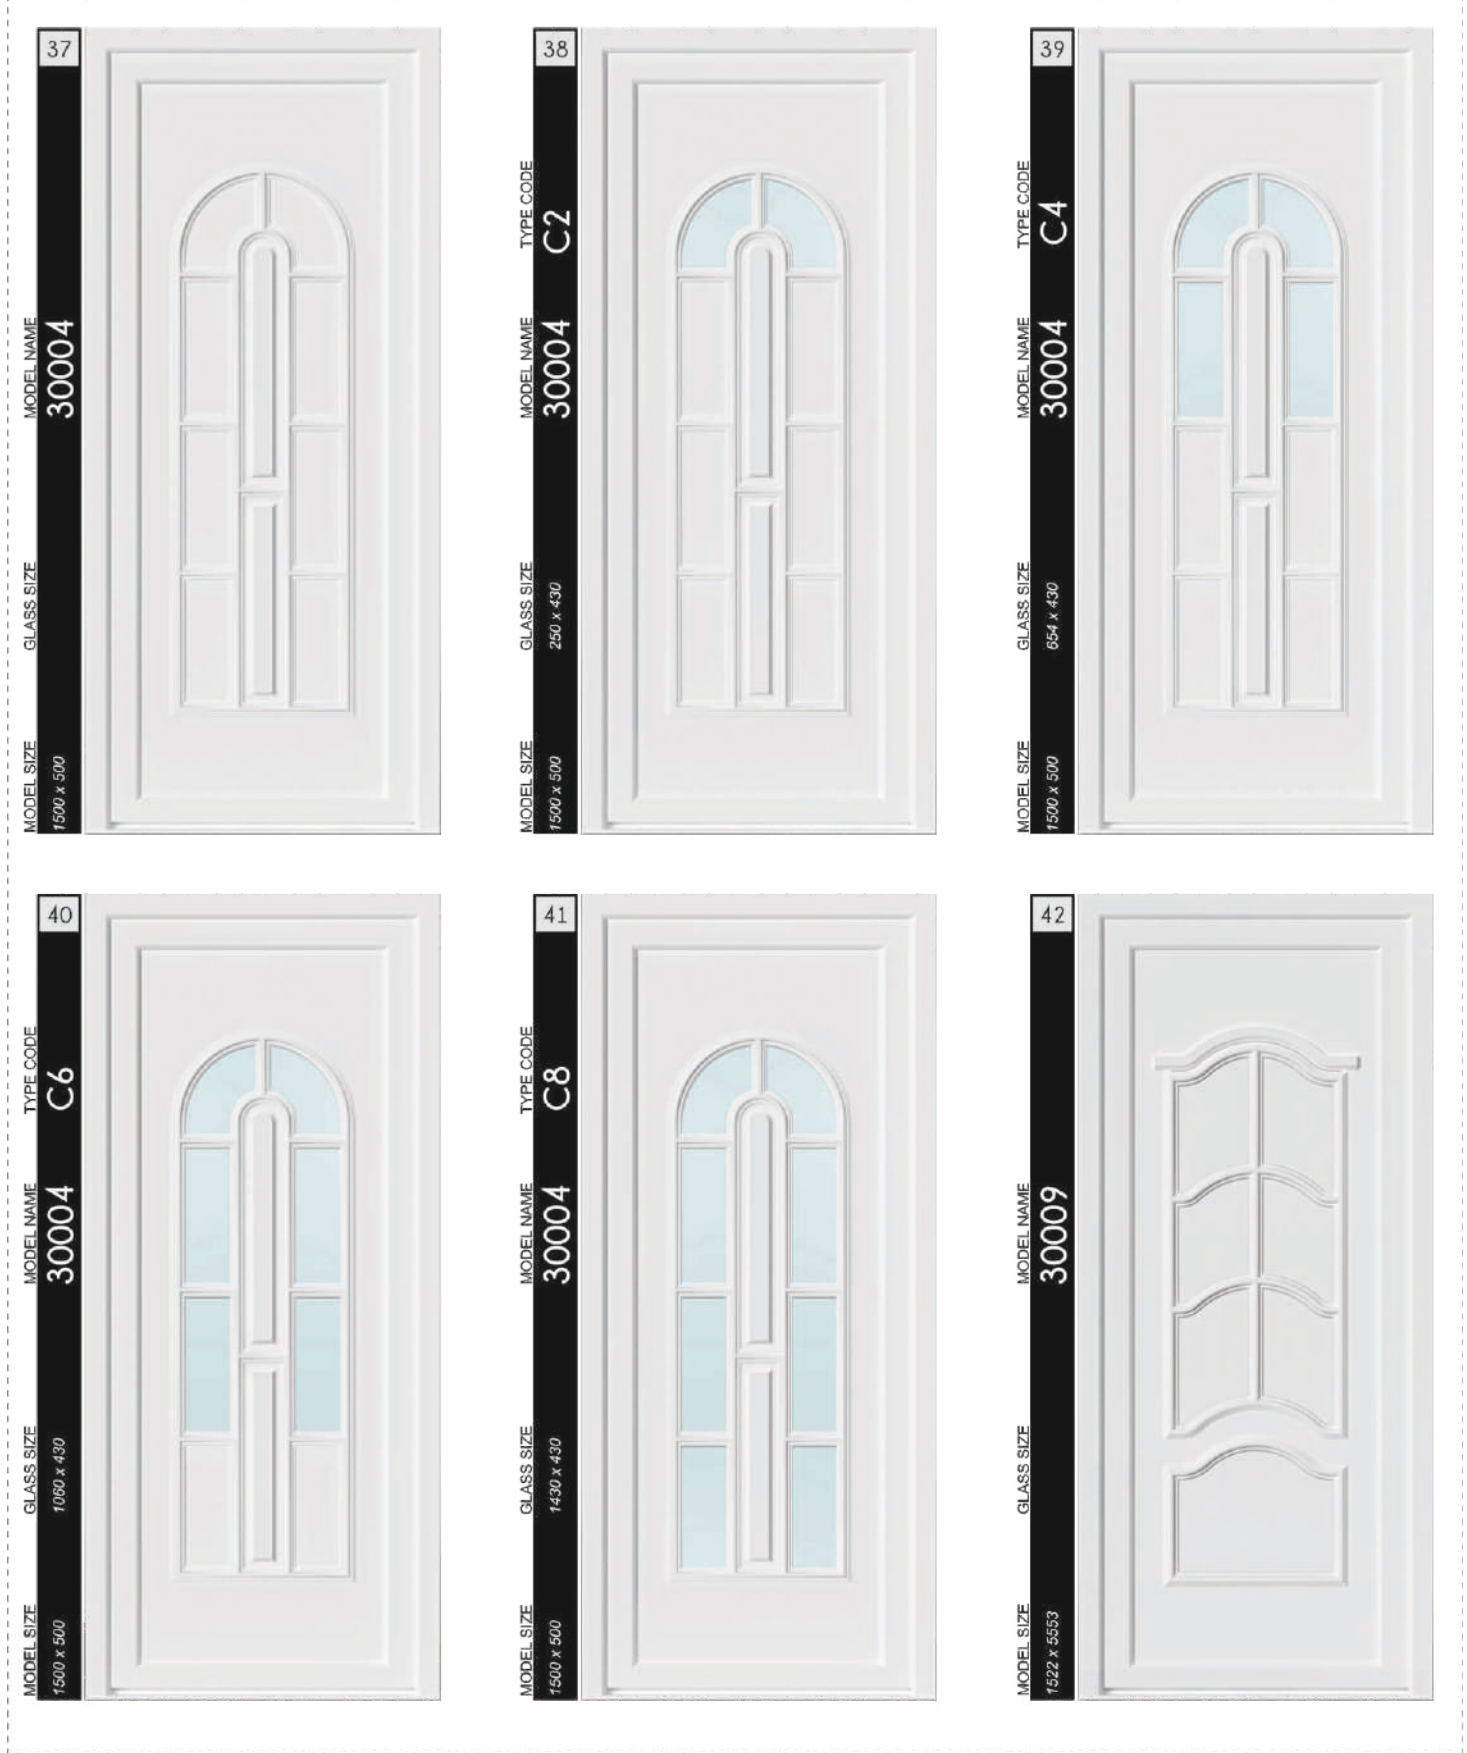 37
MODEL NAME
30004
GLASS SIZE
MODEL SIZE
1500 x 500
38
TYPE CODE
C2
MODEL NAME
30004
GLASS SIZE
250 x 430
MODEL SIZE
1500 x 500
39
TYPE CODE
C4
MODEL NAME
30004
GLASS SIZE
654 x 430
MODEL SIZE
1500 x 500
40
TYPE CODE
C6
MODEL NAME
30004
GLASS SIZE
1060 x 430
MODEL SIZE
1500 x 500
41
TYPE CODE
C8
MODEL NAME
30004
GLASS SIZE
1430 x 430
MODEL SIZE
1500 x 500
42
MODEL NAME
30009
GLASS SIZE
MODEL SIZE
1522 x 5553